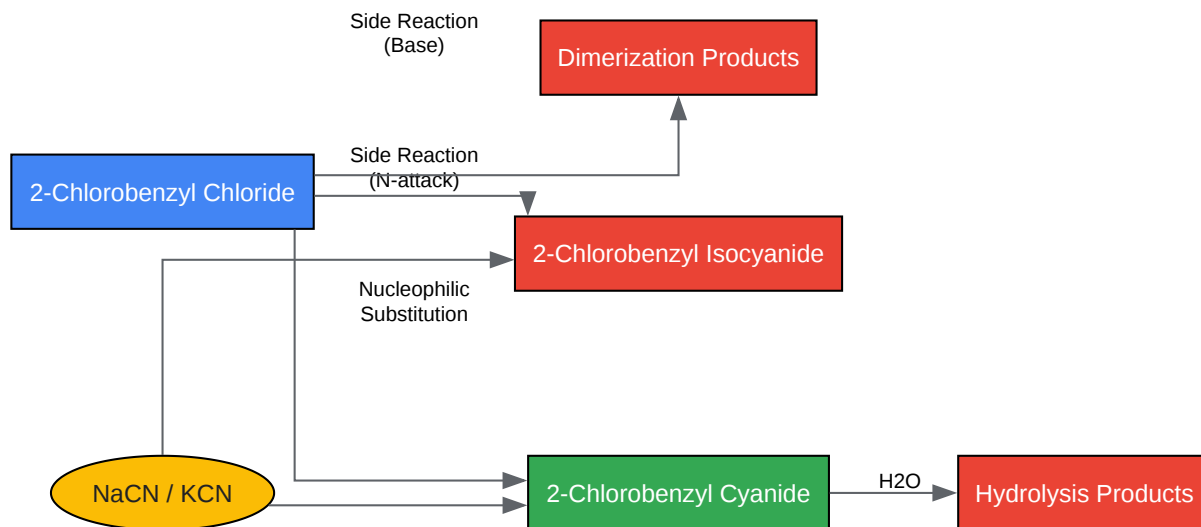 Side Reaction
(Base)
Dimerization Products
Side Reaction
(N-attack)
2-Chlorobenzyl Chloride
2-Chlorobenzyl Isocyanide
Nucleophilic
Substitution
NaCN / KCN
2-Chlorobenzyl Cyanide
H2O
Hydrolysis Products